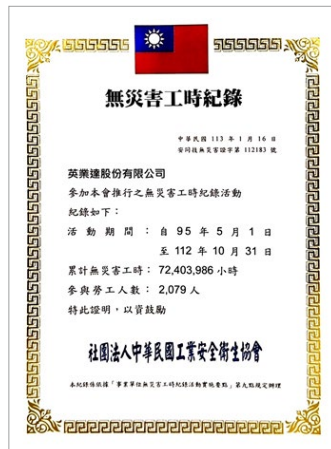 無災害工時紀錄
中華民國 113 年 1 月 16 日
安同技無災害證字第 112183 號
英業達股份有限公司
參加本會推行之無災害工時紀錄活動
紀錄如下：
活動期間：自 95 年 5 月 1 日
至 112 年 10 月 31 日
累計無災害工時：72,403,986 小時
參與勞工人數：2,079 人
特此證明，以資鼓勵
社團法人中華民國工業安全衛生協會
本紀錄係依據「事業單位無災害工時紀錄活動實施要點」第九點規定辦理